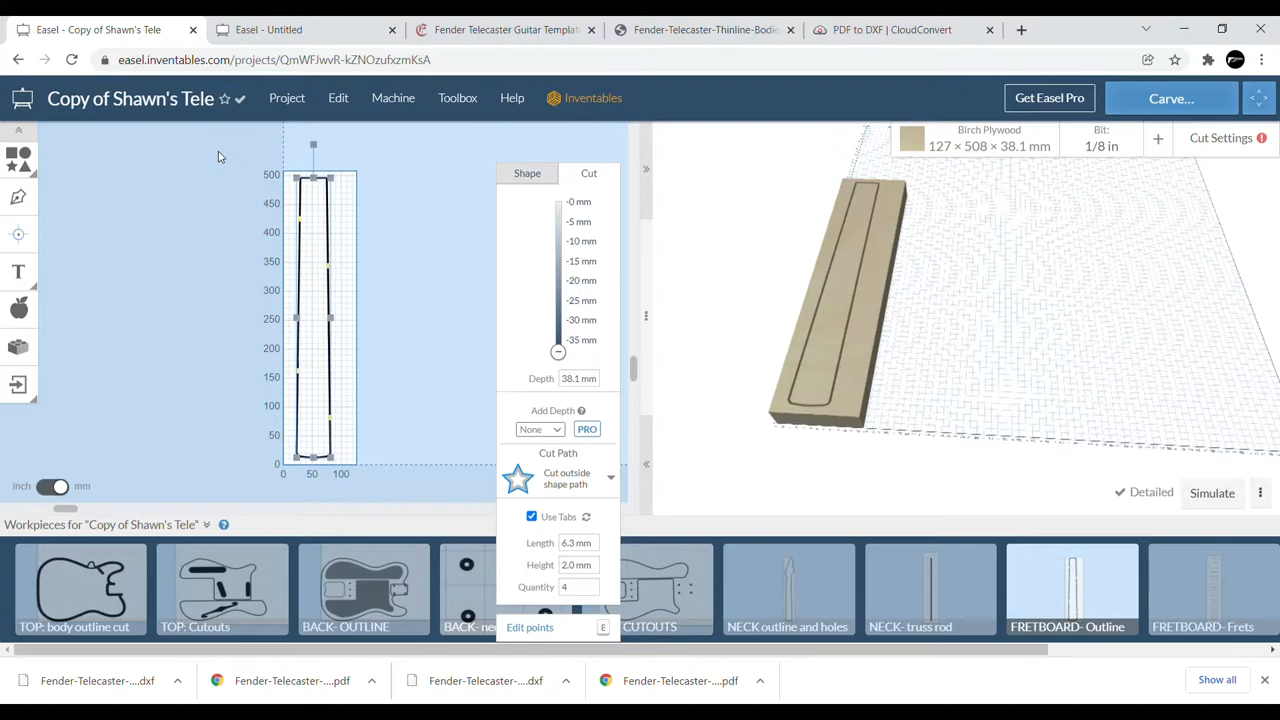 Easel - Copy of Shawn's Tele
Easel - Untitled
Fender Telecaster Guitar Templat
Fender-Telecaster-Thinline-Bodie
PDF to DXF | CloudConvert
easel.inventables.com/projects/QmWFJwvR-kZNOzufxzmKsA
Copy of Shawn's Tele
Project
Edit
Machine
Toolbox
Help
Inventables
Get Easel Pro
Carve...
Birch Plywood
127 × 508 × 38.1 mm
Bit:
1/8 in
Cut Settings
Shape
Cut
-0 mm
-5 mm
-10 mm
-15 mm
-20 mm
-25 mm
-30 mm
-35 mm
Depth 38.1 mm
Add Depth
None
PRO
Cut Path
Cut outside
shape path
Use Tabs
Length 6.3 mm
Height 2.0 mm
Quantity 4
Edit points E
500
450
400
350
300
250
200
150
100
50
0
0 50 100
inch mm
Detailed
Simulate
Workpieces for "Copy of Shawn's Tele"
TOP: body outline cut
TOP: Cutouts
BACK- OUTLINE
BACK- nec
CUTOUTS
NECK outline and holes
NECK- truss rod
FRETBOARD- Outline
FRETBOARD- Frets
Fender-Telecaster-....dxf
Fender-Telecaster-....pdf
Fender-Telecaster-....dxf
Fender-Telecaster-....pdf
Show all